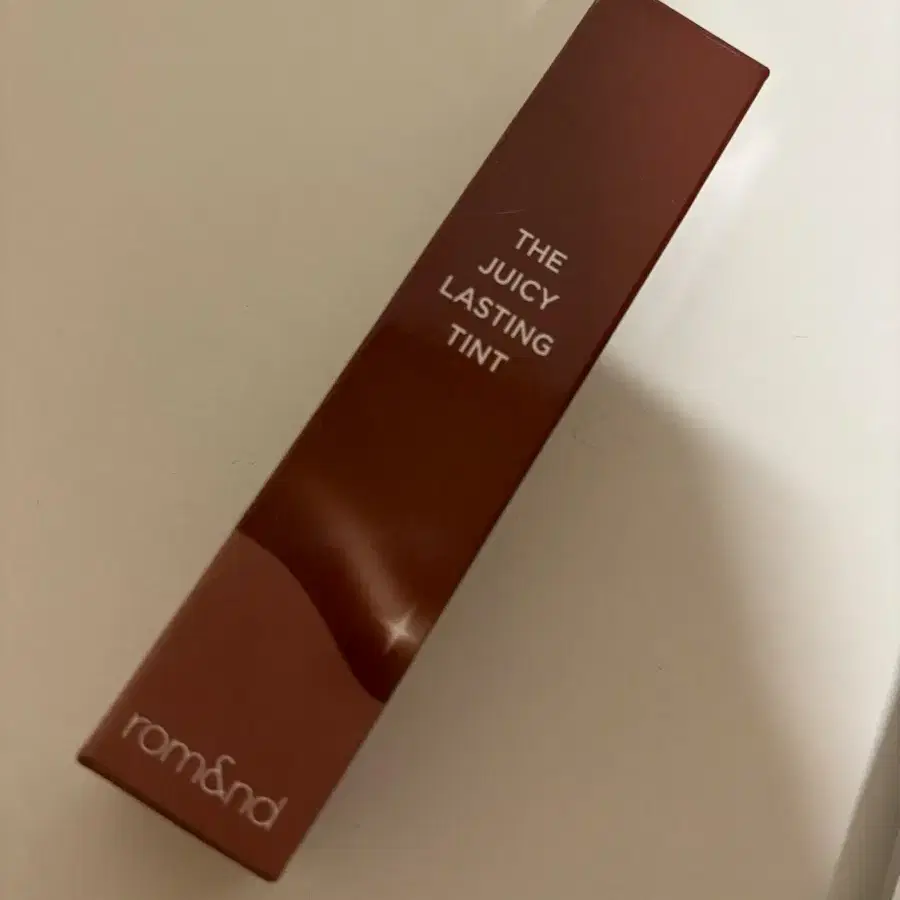 THE
JUICY
LASTING
TINT
rom&nd